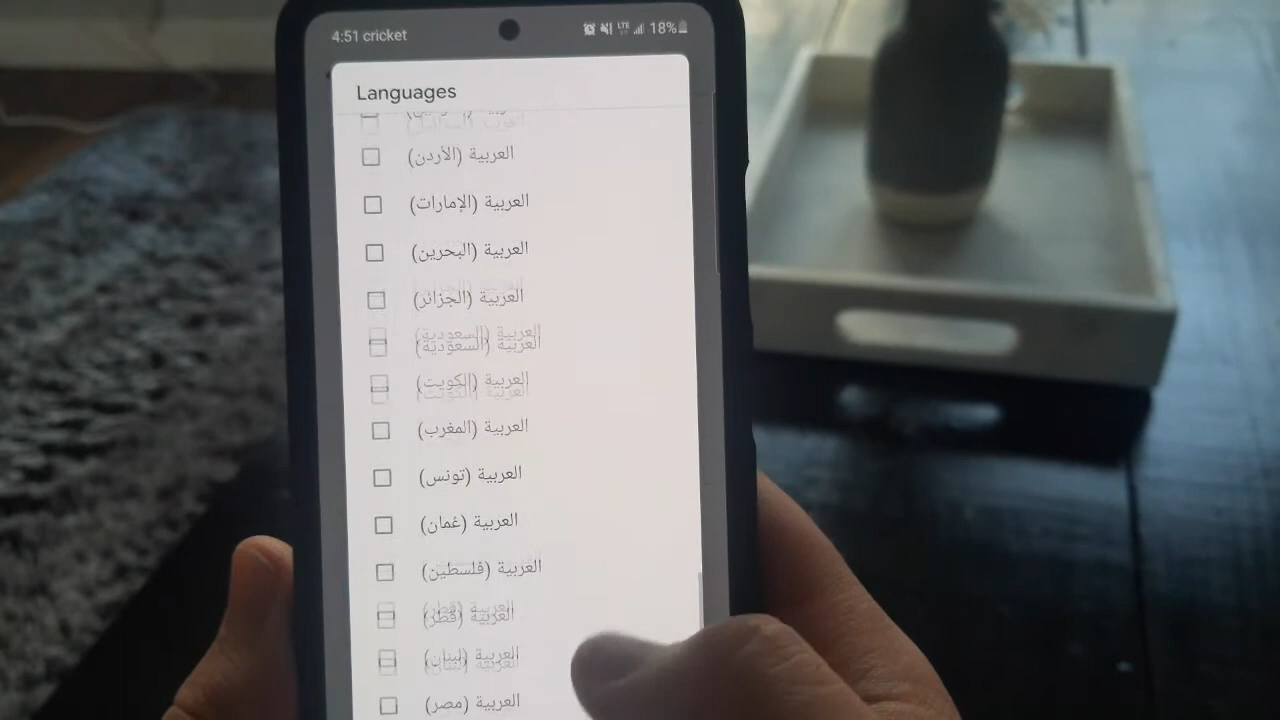 4:51 cricket
LTE
18%
Languages
العربية (الأردن)
العربية (الإمارات)
العربية (البحرين)
العربية (الجزائر)
العربية (السعودية)
العربية (الكويت)
العربية (المغرب)
العربية (تونس)
العربية (عُمان)
العربية (فلسطين)
العربية (قطر)
العربية (لبنان)
العربية (مصر)